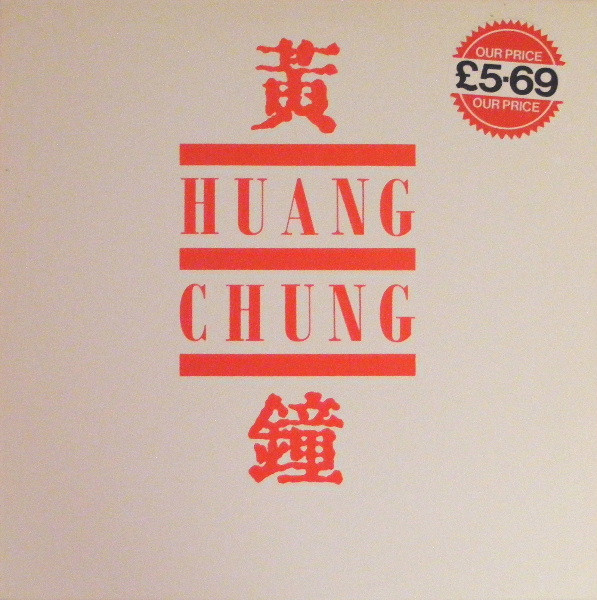 黃
HUANG
CHUNG
鐘
OUR PRICE
£5·69
OUR PRICE